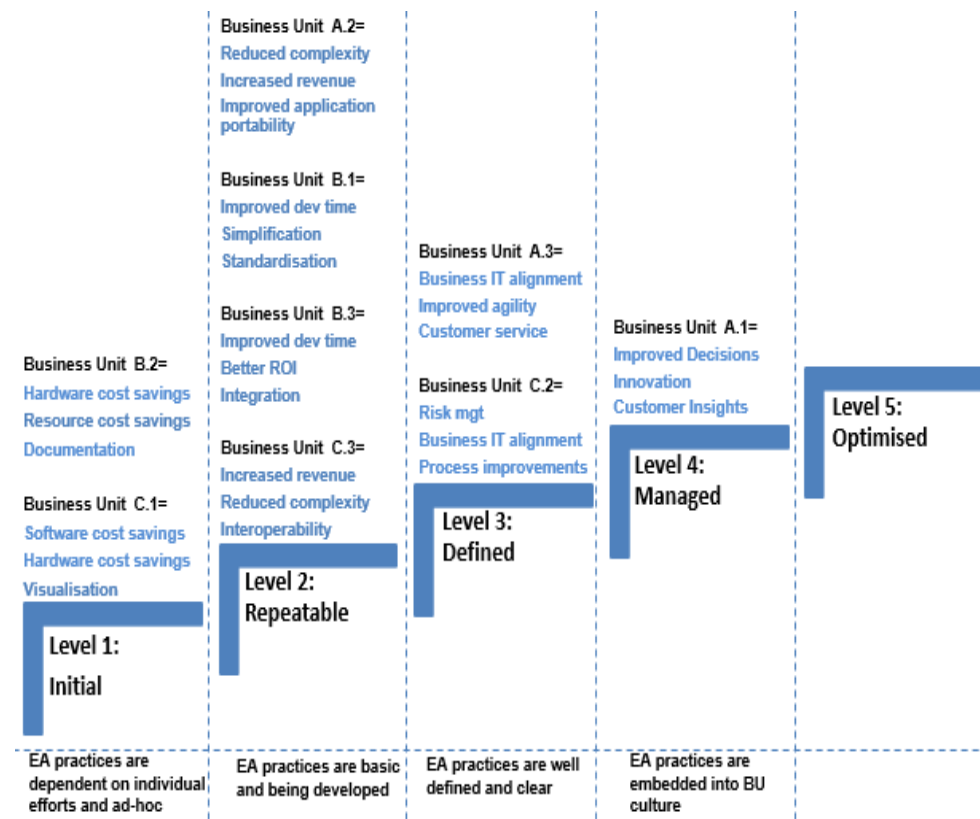 Business Unit B.2=
Hardware cost savings
Resource cost savings
Documentation
Business Unit C.1=
Software cost savings
Hardware cost savings
Visualisation
Level 1:
Initial
EA practices are
dependent on individual
efforts and ad-hoc
Business Unit A.2=
Reduced complexity
Increased revenue
Improved application
portability
Business Unit B.1=
Improved dev time
Simplification
Standardisation
Business Unit B.3=
Improved dev time
Better ROI
Integration
Business Unit C.3=
Increased revenue
Reduced complexity
Interoperability
Level 2:
Repeatable
EA practices are basic
and being developed
Business Unit A.3=
Business IT alignment
Improved agility
Customer service
Business Unit C.2=
Risk mgt
Business IT alignment
Process improvements
Level 3:
Defined
EA practices are well
defined and clear
Business Unit A.1=
Improved Decisions
Innovation
Customer Insights
Level 4:
Managed
EA practices are
embedded into BU
culture
Level 5:
Optimised